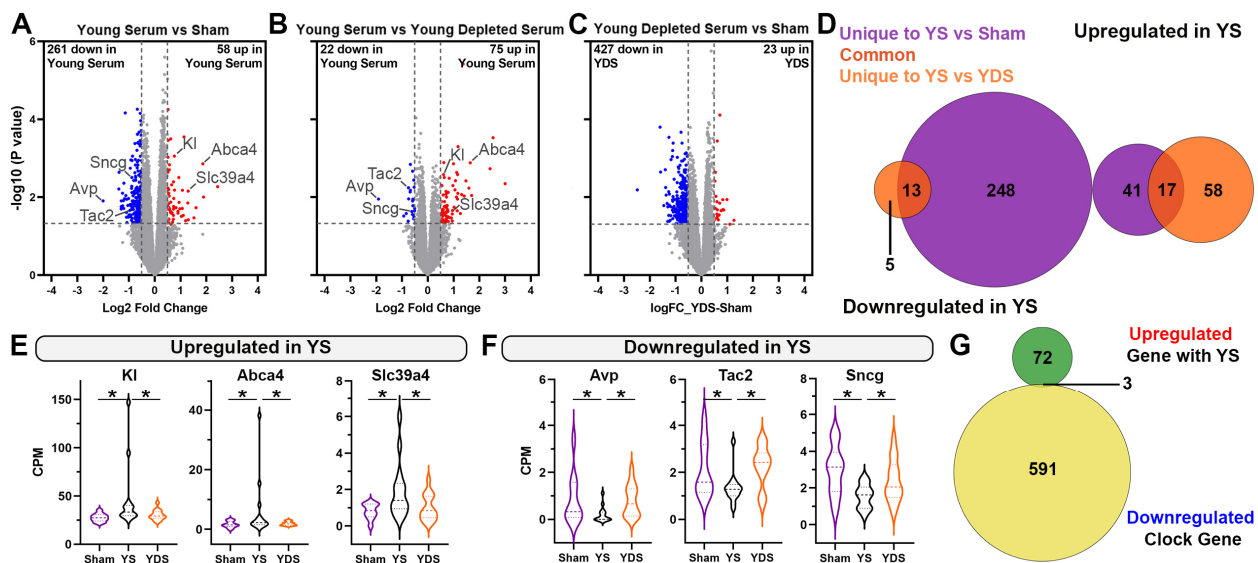 A
Young Serum vs Sham
261 down in
Young Serum
58 up in
Young Serum
-log10 (P value)
6
4
2
0
Kl
Abca4
Sncg
Slc39a4
Avp
Tac2
-4 -3 -2 -1 0 1 2 3 4
Log2 Fold Change
B
Young Serum vs Young Depleted Serum
22 down in
Young Serum
75 up in
Young Serum
6
4
2
0
Kl
Abca4
Tac2
Avp
Sncg
Slc39a4
-4 -3 -2 -1 0 1 2 3 4
Log2 Fold Change
C
Young Depleted Serum vs Sham
427 down in
YDS
23 up in
YDS
6
4
2
0
-4 -3 -2 -1 0 1 2 3 4
logFC_YDS-Sham
D
Unique to YS vs Sham
Common
Unique to YS vs YDS
Upregulated in YS
13
248
41
17
58
5
Downregulated in YS
E
Upregulated in YS
Kl
CPM
150
100
50
0
* *
Sham YS YDS
Abca4
40
20
0
* *
Sham YS YDS
Slc39a4
8
6
4
2
0
* *
Sham YS YDS
F
Downregulated in YS
Avp
CPM
6
4
2
0
* *
Sham YS YDS
Tac2
6
4
2
0
* *
Sham YS YDS
Sncg
8
6
4
2
0
* *
Sham YS YDS
G
72
Upregulated
Gene with YS
3
591
Downregulated
Clock Gene